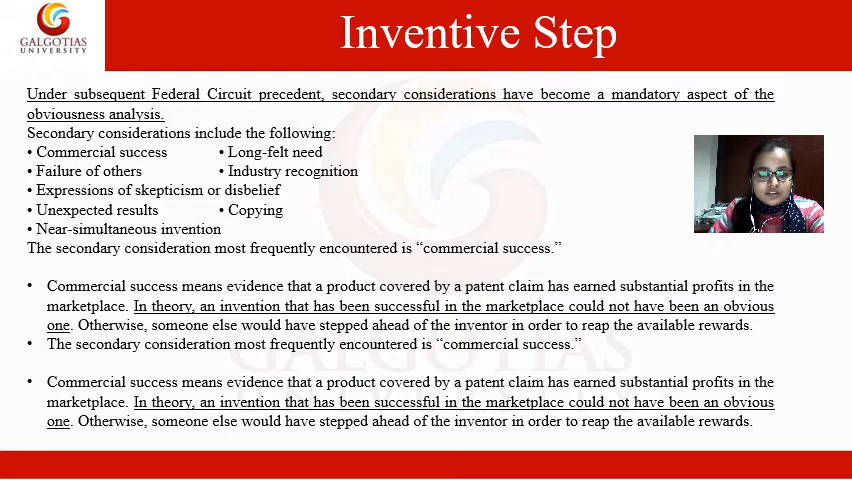 Inventive Step
GALGOTIAS
UNIVERSITY
Under subsequent Federal Circuit precedent, secondary considerations have become a mandatory aspect of the
obviousness analysis.
Secondary considerations include the following:
• Commercial success • Long-felt need
• Failure of others • Industry recognition
• Expressions of skepticism or disbelief
• Unexpected results • Copying
• Near-simultaneous invention
The secondary consideration most frequently encountered is “commercial success.”
• Commercial success means evidence that a product covered by a patent claim has earned substantial profits in the
marketplace. In theory, an invention that has been successful in the marketplace could not have been an obvious
one. Otherwise, someone else would have stepped ahead of the inventor in order to reap the available rewards.
• The secondary consideration most frequently encountered is “commercial success.”
• Commercial success means evidence that a product covered by a patent claim has earned substantial profits in the
marketplace. In theory, an invention that has been successful in the marketplace could not have been an obvious
one. Otherwise, someone else would have stepped ahead of the inventor in order to reap the available rewards.